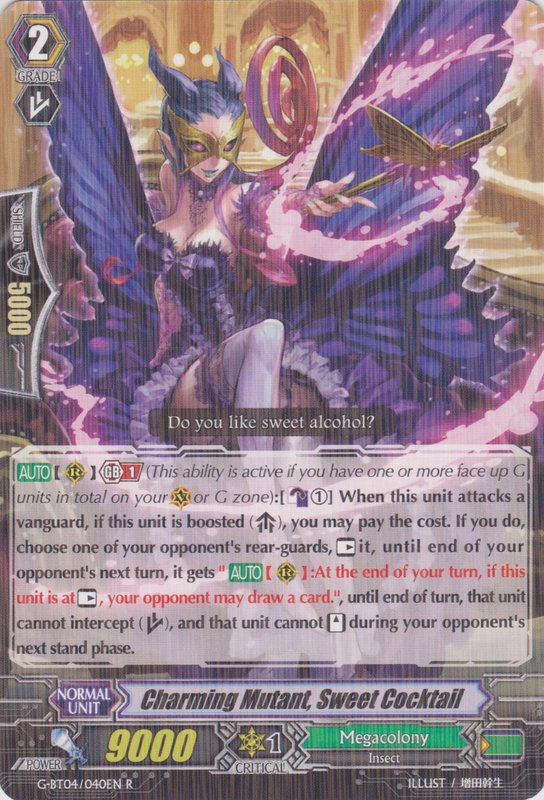 2
GRADE
SHIELD
5000
Do you like sweet alcohol?
AUTO [ R ] GB 1 (This ability is active if you have one or more face up G
units in total on your V or G zone):[ ①] When this unit attacks a
vanguard, if this unit is boosted ( ), you may pay the cost. If you do,
choose one of your opponent's rear-guards, it, until end of your
opponent's next turn, it gets " AUTO [ R ] :At the end of your turn, if this
unit is at , your opponent may draw a card.", until end of turn, that unit
cannot intercept ( ), and that unit cannot during your opponent's
next stand phase.
NORMAL
UNIT
Charming Mutant, Sweet Cocktail
POWER
9000
1
CRITICAL
Megacolony
Insect
G-BT04/040EN R
ILLUST / 増田幹生